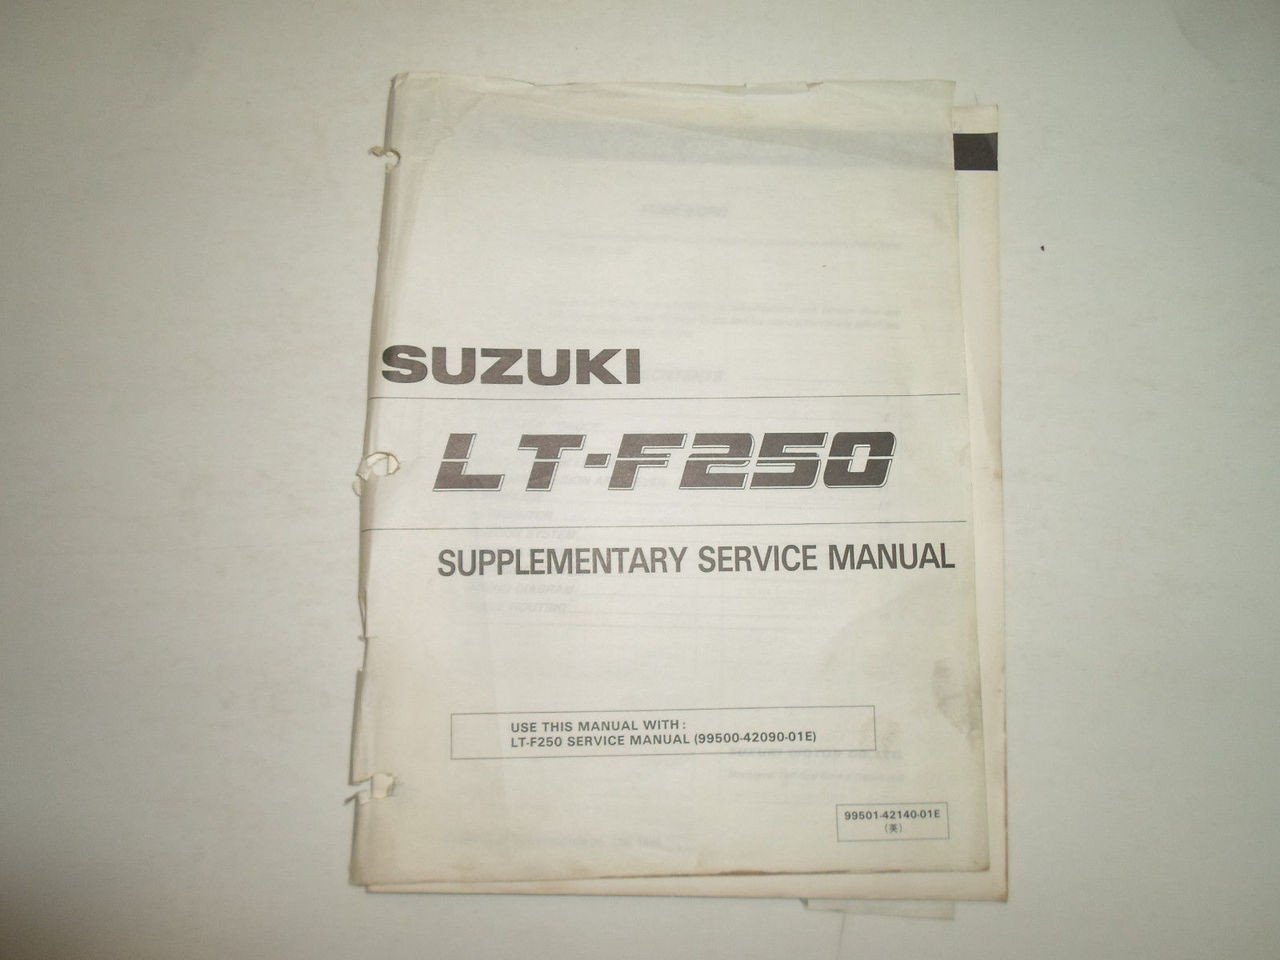 SUZUKI
LT-F250
SUPPLEMENTARY SERVICE MANUAL
USE THIS MANUAL WITH:
LT-F250 SERVICE MANUAL (99500-42090-01E)
99501-42140-01E
(英)